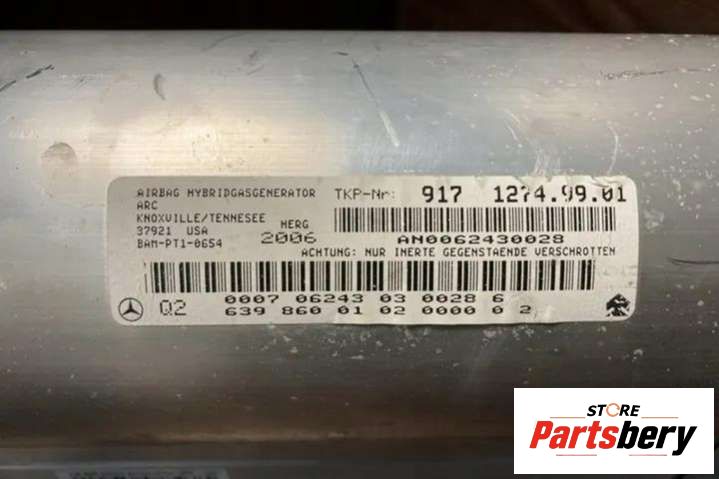 AIRBAG HYBRIDGASGENERATOR
ARC
KNOXVILLE/TENNESEE
37921 USA
BAM-PT1-0654
HERG
2006
TKP-Nr: 917 1274.99.01
AN0062430028
ACHTUNG: NUR INERTE GEGENSTAENDE VERSCHROTTEN
Q2
0007 06243 03 0028 6
639 860 01 02 0000 0 2
STORE
Partsbery